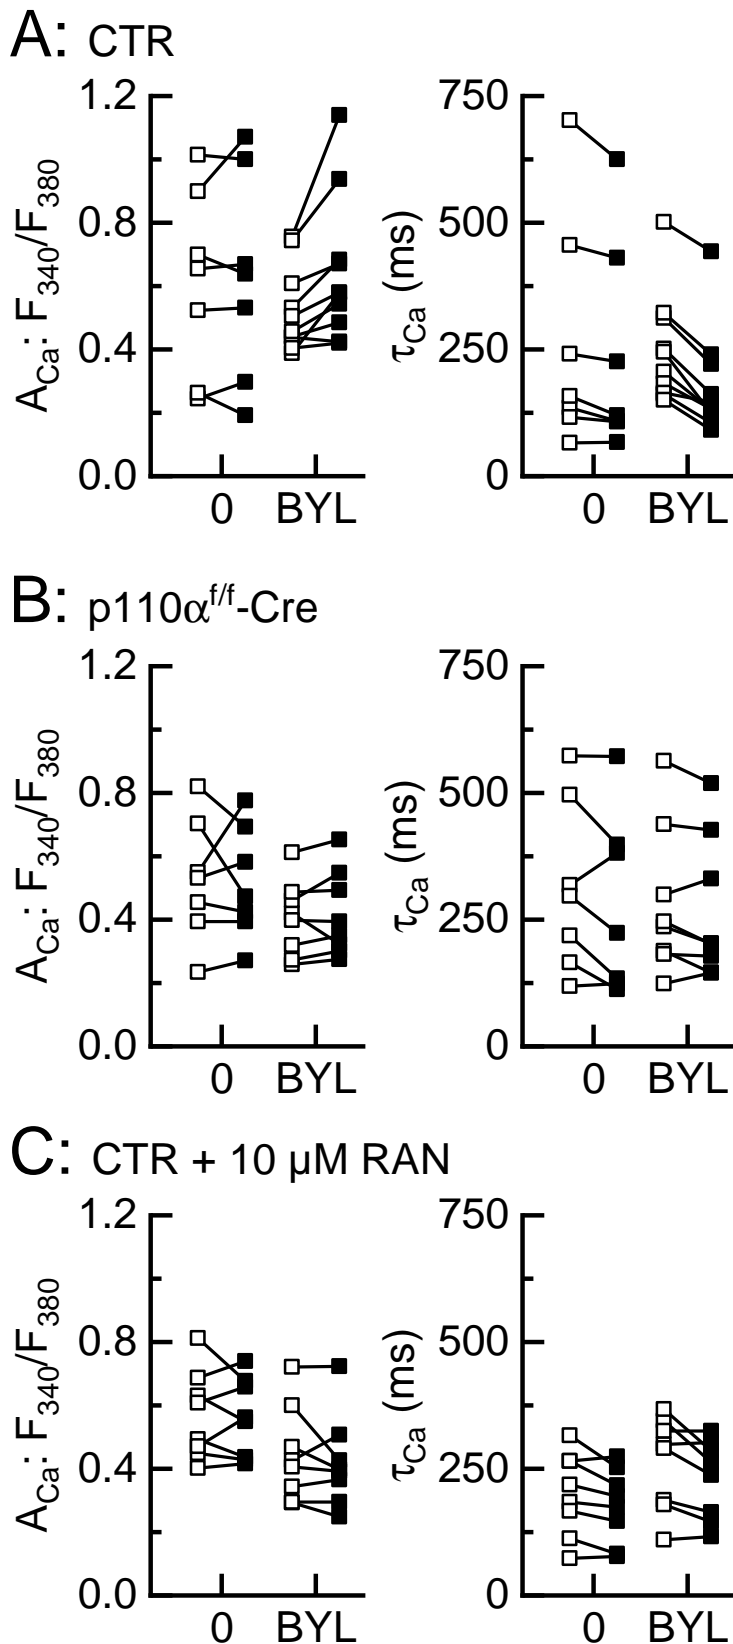 A: CTR
A_Ca: F_340/F_380
1.2
0.8
0.4
0.0
0 BYL
τ_Ca (ms)
750
500
250
0
0 BYL
B: p110α^f/f-Cre
A_Ca: F_340/F_380
1.2
0.8
0.4
0.0
0 BYL
τ_Ca (ms)
750
500
250
0
0 BYL
C: CTR + 10 µM RAN
A_Ca: F_340/F_380
1.2
0.8
0.4
0.0
0 BYL
τ_Ca (ms)
750
500
250
0
0 BYL